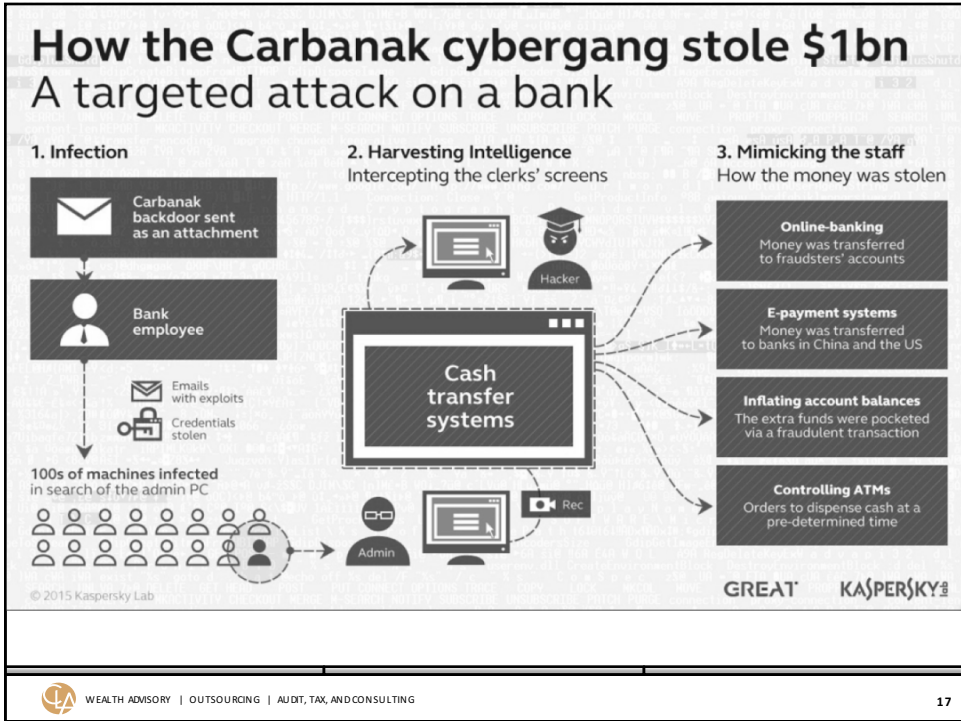 How the Carbanak cybergang stole $1bn
A targeted attack on a bank
1. Infection
Carbanak
backdoor sent
as an attachment
Bank
employee
Emails
with exploits
Credentials
stolen
100s of machines infected
in search of the admin PC
2. Harvesting Intelligence
Intercepting the clerks' screens
Hacker
Cash
transfer
systems
Rec
Admin
3. Mimicking the staff
How the money was stolen
Online-banking
Money was transferred
to fraudsters' accounts
E-payment systems
Money was transferred
to banks in China and the US
Inflating account balances
The extra funds were pocketed
via a fraudulent transaction
Controlling ATMs
Orders to dispense cash at a
pre-determined time
© 2015 Kaspersky Lab
GREAT
KASPERSKY LAB
CLA
WEALTH ADVISORY | OUTSOURCING | AUDIT, TAX, AND CONSULTING
17